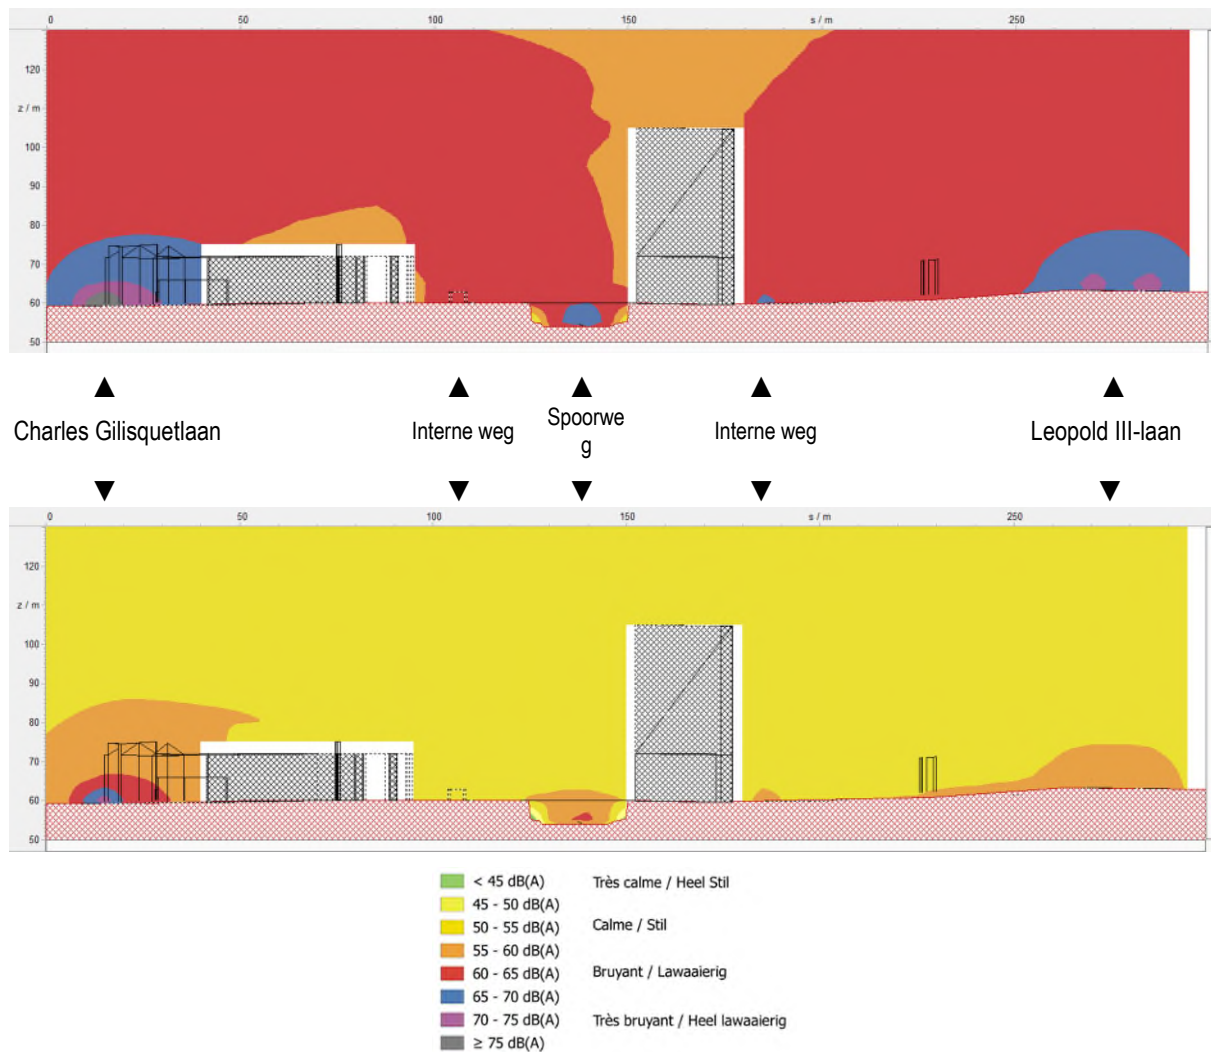 0 50 100 150 s / m 250
120
z / m
100
90
80
70
60
50
▲ ▲ ▲ ▲ ▲
Charles Gilisquetlaan Interne weg Spoorwe Interne weg Leopold III-laan
g
▼ ▼ ▼ ▼ ▼
0 50 100 150 s / m 250
120
z / m
100
90
80
70
60
50
< 45 dB(A) Très calme / Heel Stil
45 - 50 dB(A)
50 - 55 dB(A) Calme / Stil
55 - 60 dB(A)
60 - 65 dB(A) Bruyant / Lawaaierig
65 - 70 dB(A)
70 - 75 dB(A) Très bruyant / Heel lawaaierig
≥ 75 dB(A)